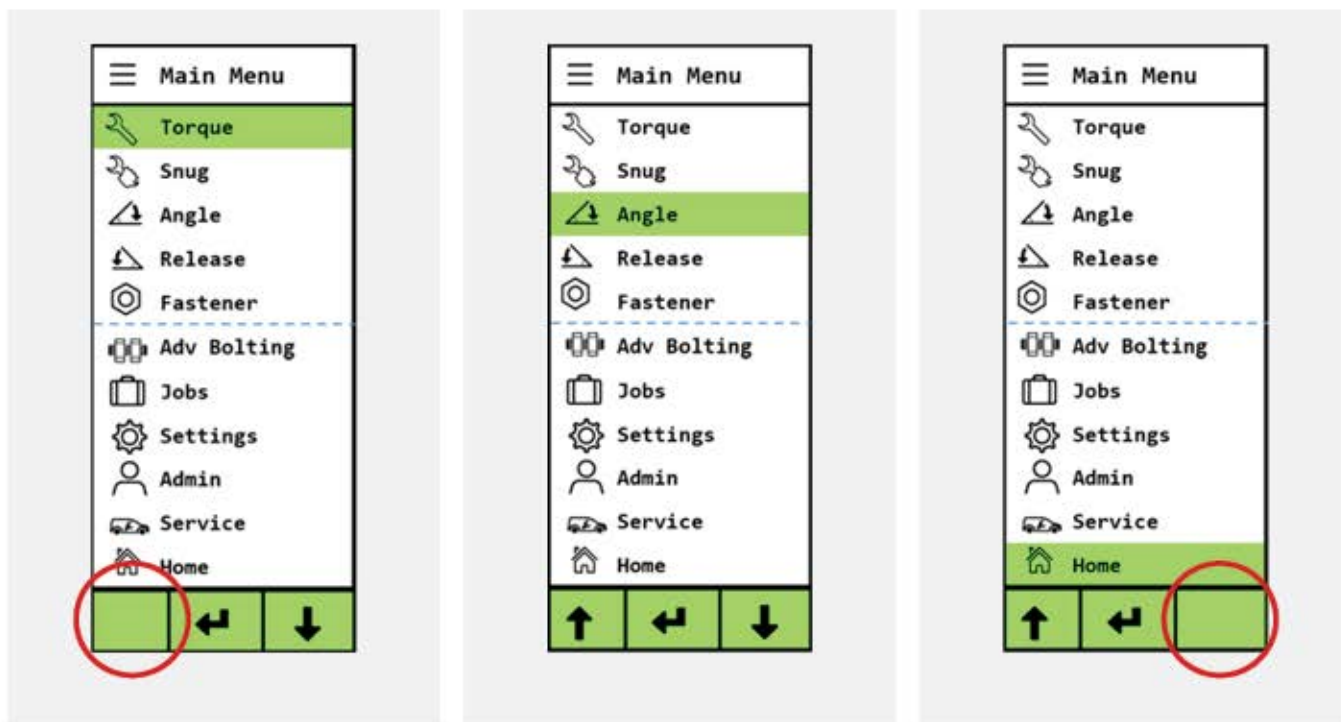 Main Menu
Torque
Snug
Angle
Release
Fastener
Adv Bolting
Jobs
Settings
Admin
Service
Home
Main Menu
Torque
Snug
Angle
Release
Fastener
Adv Bolting
Jobs
Settings
Admin
Service
Home
Main Menu
Torque
Snug
Angle
Release
Fastener
Adv Bolting
Jobs
Settings
Admin
Service
Home